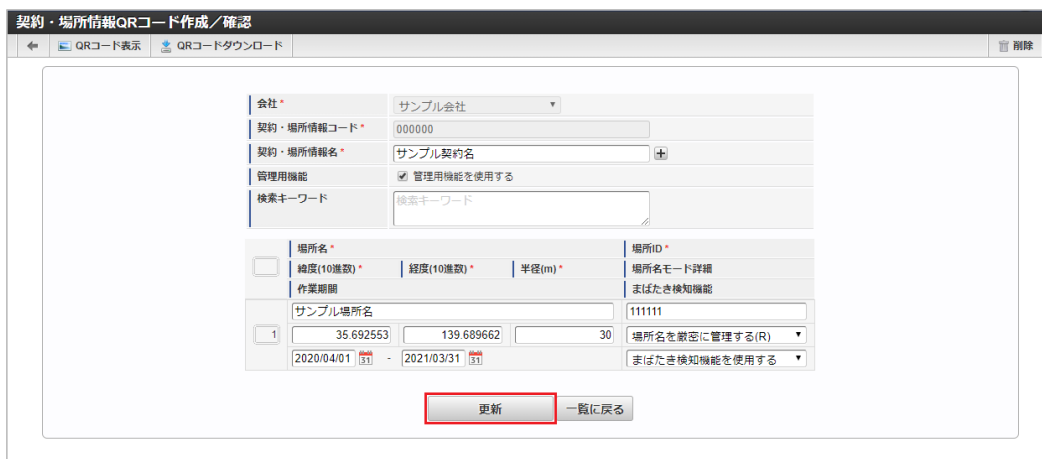 契約・場所情報QRコード作成／確認
QRコード表示 QRコードダウンロード 削除
会社* サンプル会社
契約・場所情報コード* 000000
契約・場所情報名* サンプル契約名
管理用機能 管理用機能を使用する
検索キーワード 検索キーワード
場所名* 場所ID*
緯度(10進数)* 経度(10進数)* 半径(m)* 場所名モード詳細
作業期間 まばたき検知機能
サンプル場所名 111111
1 35.692553 139.689662 30 場所名を厳密に管理する(R)
2020/04/01 31 - 2021/03/31 31 まばたき検知機能を使用する
更新 一覧に戻る